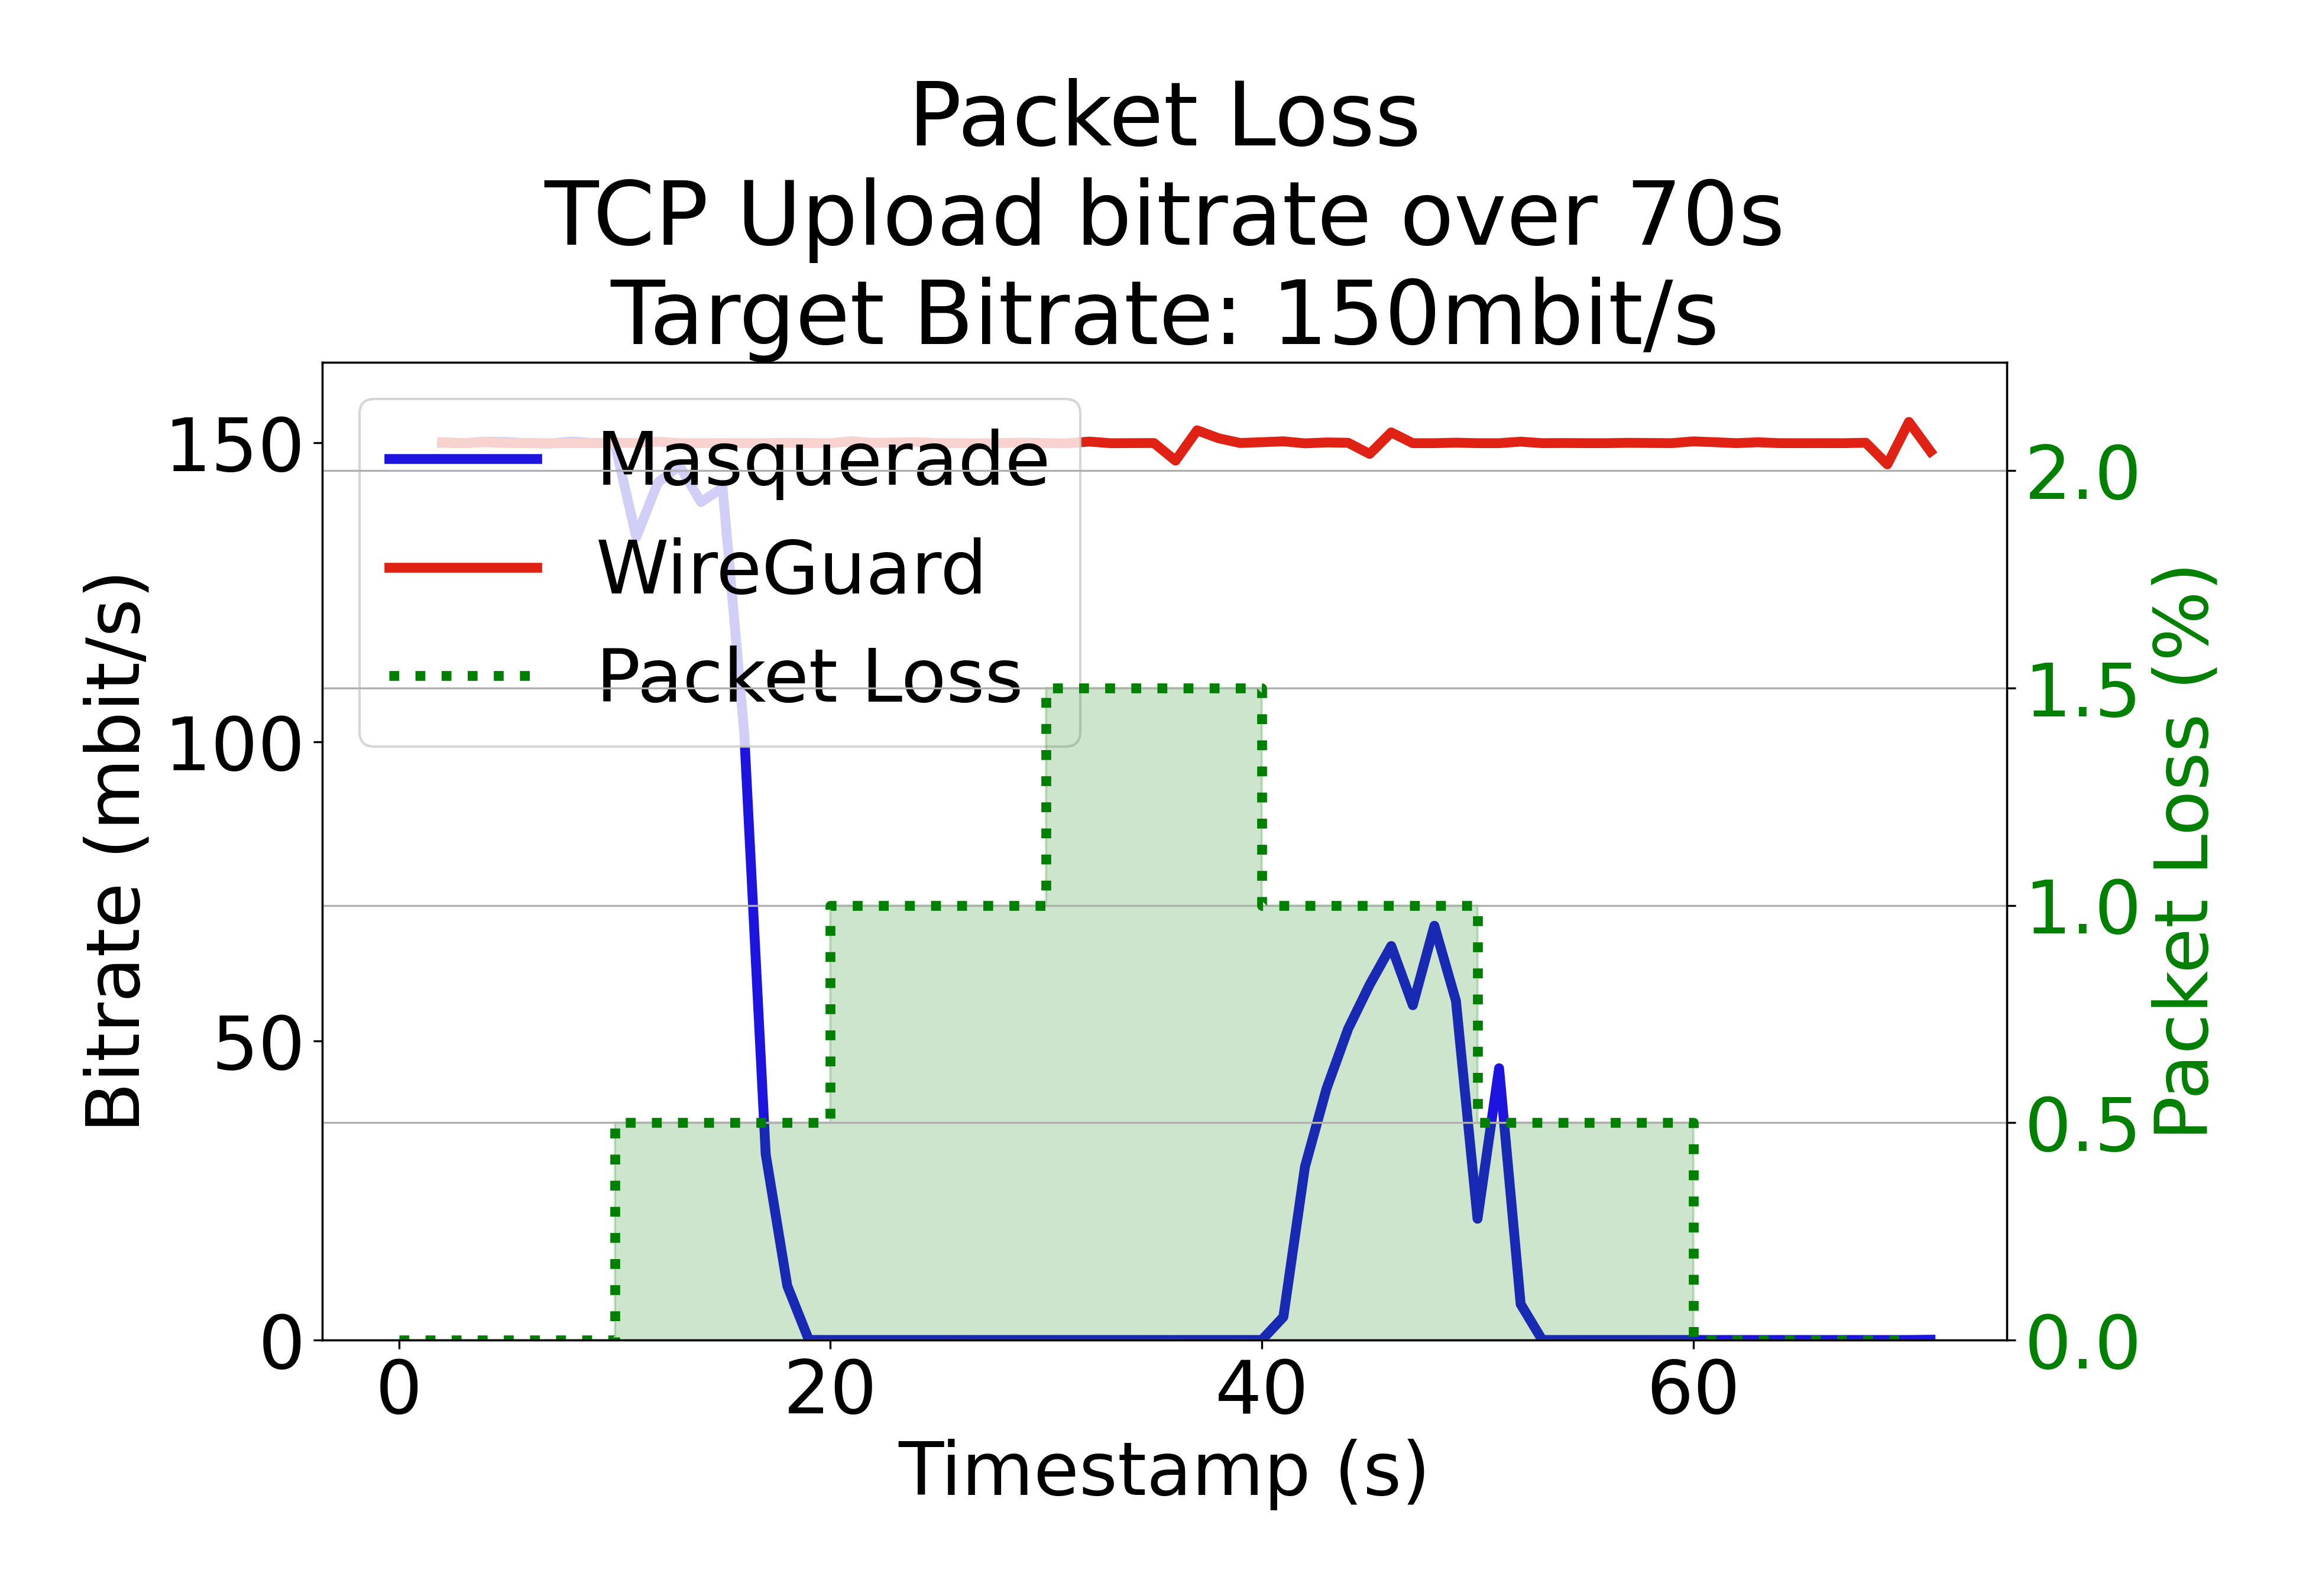 Packet Loss
TCP Upload bitrate over 70s
Target Bitrate: 150mbit/s
Masquerade
WireGuard
Packet Loss
Bitrate (mbit/s)
150
100
50
0
2.0
1.5
1.0
0.5
0.0
Packet Loss (%)
0 20 40 60
Timestamp (s)